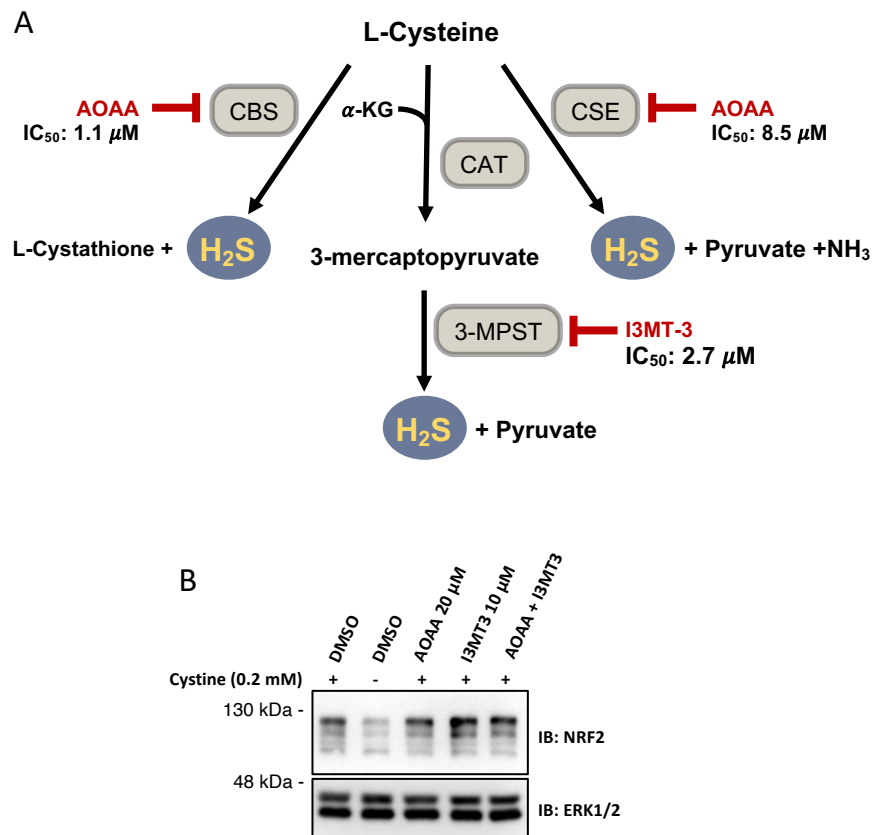 A
L-Cysteine
AOAA
IC₅₀: 1.1 µM
CBS
α-KG
CSE
AOAA
IC₅₀: 8.5 µM
CAT
L-Cystathione +
H₂S
3-mercaptopyruvate
H₂S
+ Pyruvate +NH₃
3-MPST
I3MT-3
IC₅₀: 2.7 µM
H₂S
+ Pyruvate
B
DMSO
DMSO
AOAA 20 µM
I3MT3 10 µM
AOAA + I3MT3
Cystine (0.2 mM) + - + + +
130 kDa -
IB: NRF2
48 kDa -
IB: ERK1/2